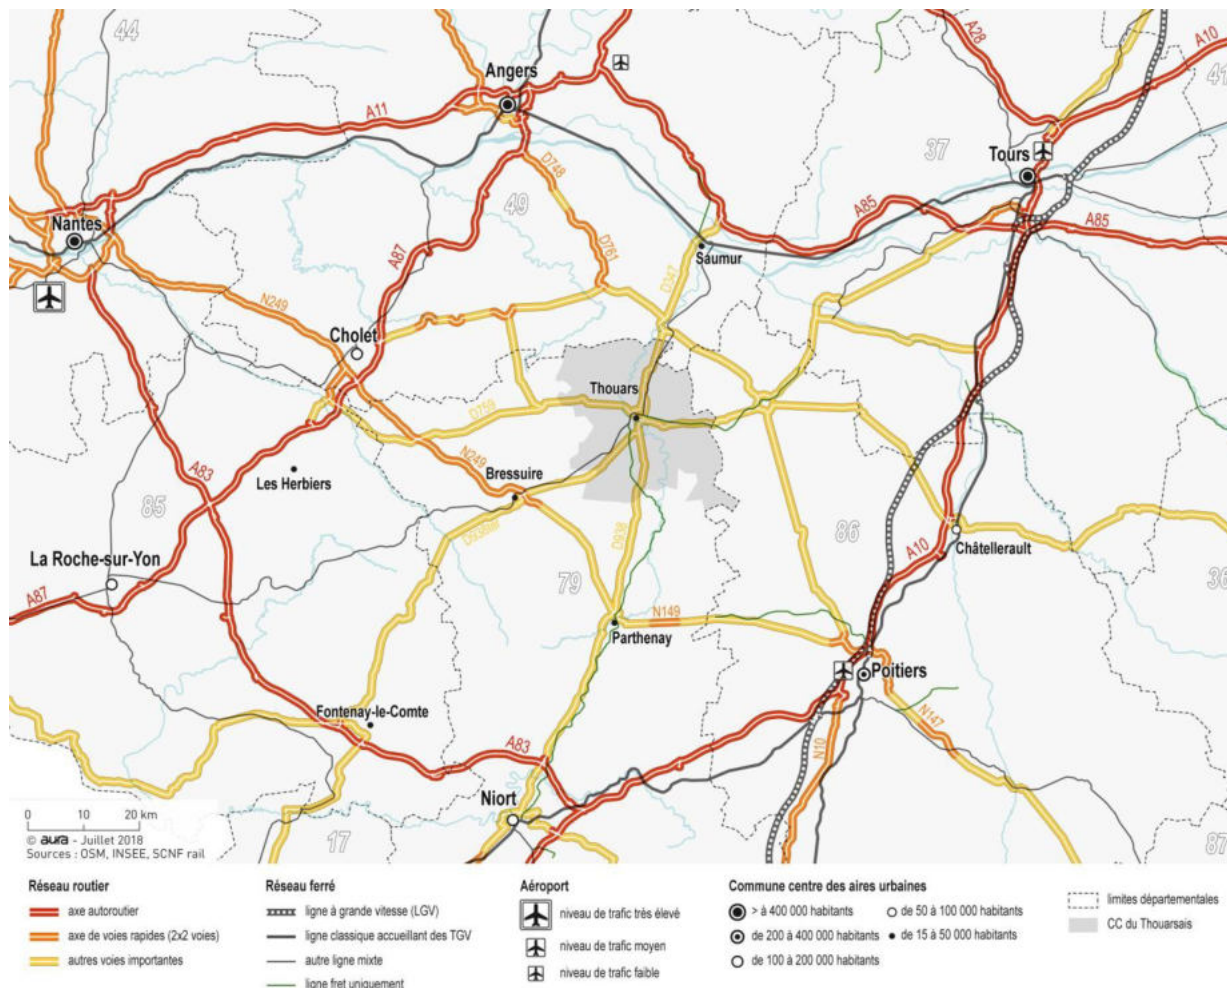 44
A28
A10
41
Angers
A11
37
Tours
D748
49
A85
A85
Nantes
D761
A87
Saumur
D347
N249
Cholet
Thouars
D759
A83
N249
Les Herbiers
Bressuire
85
86
D938
A10
Châtellerault
La Roche-sur-Yon
79
36
A87
N149
Parthenay
Poitiers
Fontenay-le-Comte
N147
A83
N10
Niort
0 10 20 km
17
87
© aura - Juillet 2018
Sources : OSM, INSEE, SCNF rail
Réseau routier
axe autoroutier
axe de voies rapides (2x2 voies)
autres voies importantes
Réseau ferré
ligne à grande vitesse (LGV)
ligne classique accueillant des TGV
autre ligne mixte
ligne fret uniquement
Aéroport
niveau de trafic très élevé
niveau de trafic moyen
niveau de trafic faible
Commune centre des aires urbaines
> à 400 000 habitants
de 200 à 400 000 habitants
de 100 à 200 000 habitants
de 50 à 100 000 habitants
de 15 à 50 000 habitants
limites départementales
CC du Thouarsais